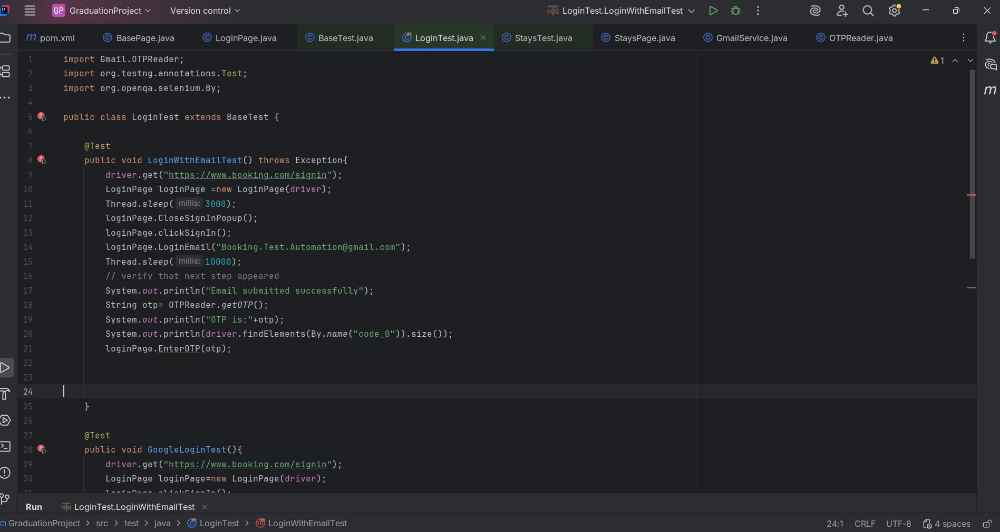 GP GraduationProject Version control LoginTest.LoginWithEmailTest
m pom.xml BasePage.java LoginPage.java BaseTest.java LoginTest.java StaysTest.java StaysPage.java GmailService.java OTPReader.java
1 import Gmail.OTPReader; 1
2 import org.testng.annotations.Test;
3 import org.openqa.selenium.By;
4
5 public class LoginTest extends BaseTest {
6
7 @Test
8 public void LoginWithEmailTest() throws Exception{
9 driver.get("https://www.booking.com/signin");
10 LoginPage loginPage =new LoginPage(driver);
11 Thread.sleep( millis: 3000);
12 loginPage.CloseSignInPopup();
13 loginPage.clickSignIn();
14 loginPage.LoginEmail("Booking.Test.Automation@gmail.com");
15 Thread.sleep( millis: 10000);
16 // verify that next step appeared
17 System.out.println("Email submitted successfully");
18 String otp= OTPReader.getOTP();
19 System.out.println("OTP is:"+otp);
20 System.out.println(driver.findElements(By.name("code_0")).size());
21 loginPage.EnterOTP(otp);
22
23
24
25 }
26
27 @Test
28 public void GoogleLoginTest(){
29 driver.get("https://www.booking.com/signin");
30 LoginPage loginPage=new LoginPage(driver);
31 loginPage.clickSignIn();
Run LoginTest.LoginWithEmailTest
GraduationProject > src > test > java > LoginTest > LoginWithEmailTest 24:1 CRLF UTF-8 4 spaces